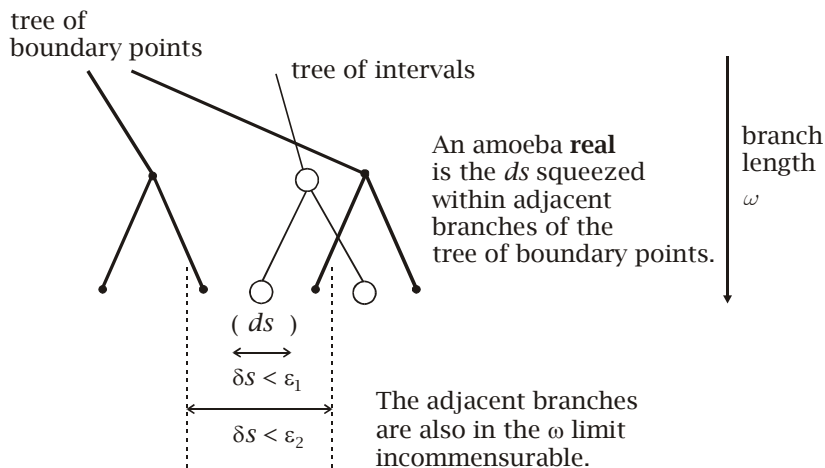 tree of
boundary points
tree of intervals
An amoeba real
is the ds squeezed
within adjacent
branches of the
tree of boundary points.
branch
length
ω
( ds )
δs < ε₁
δs < ε₂
The adjacent branches
are also in the ω limit
incommensurable.